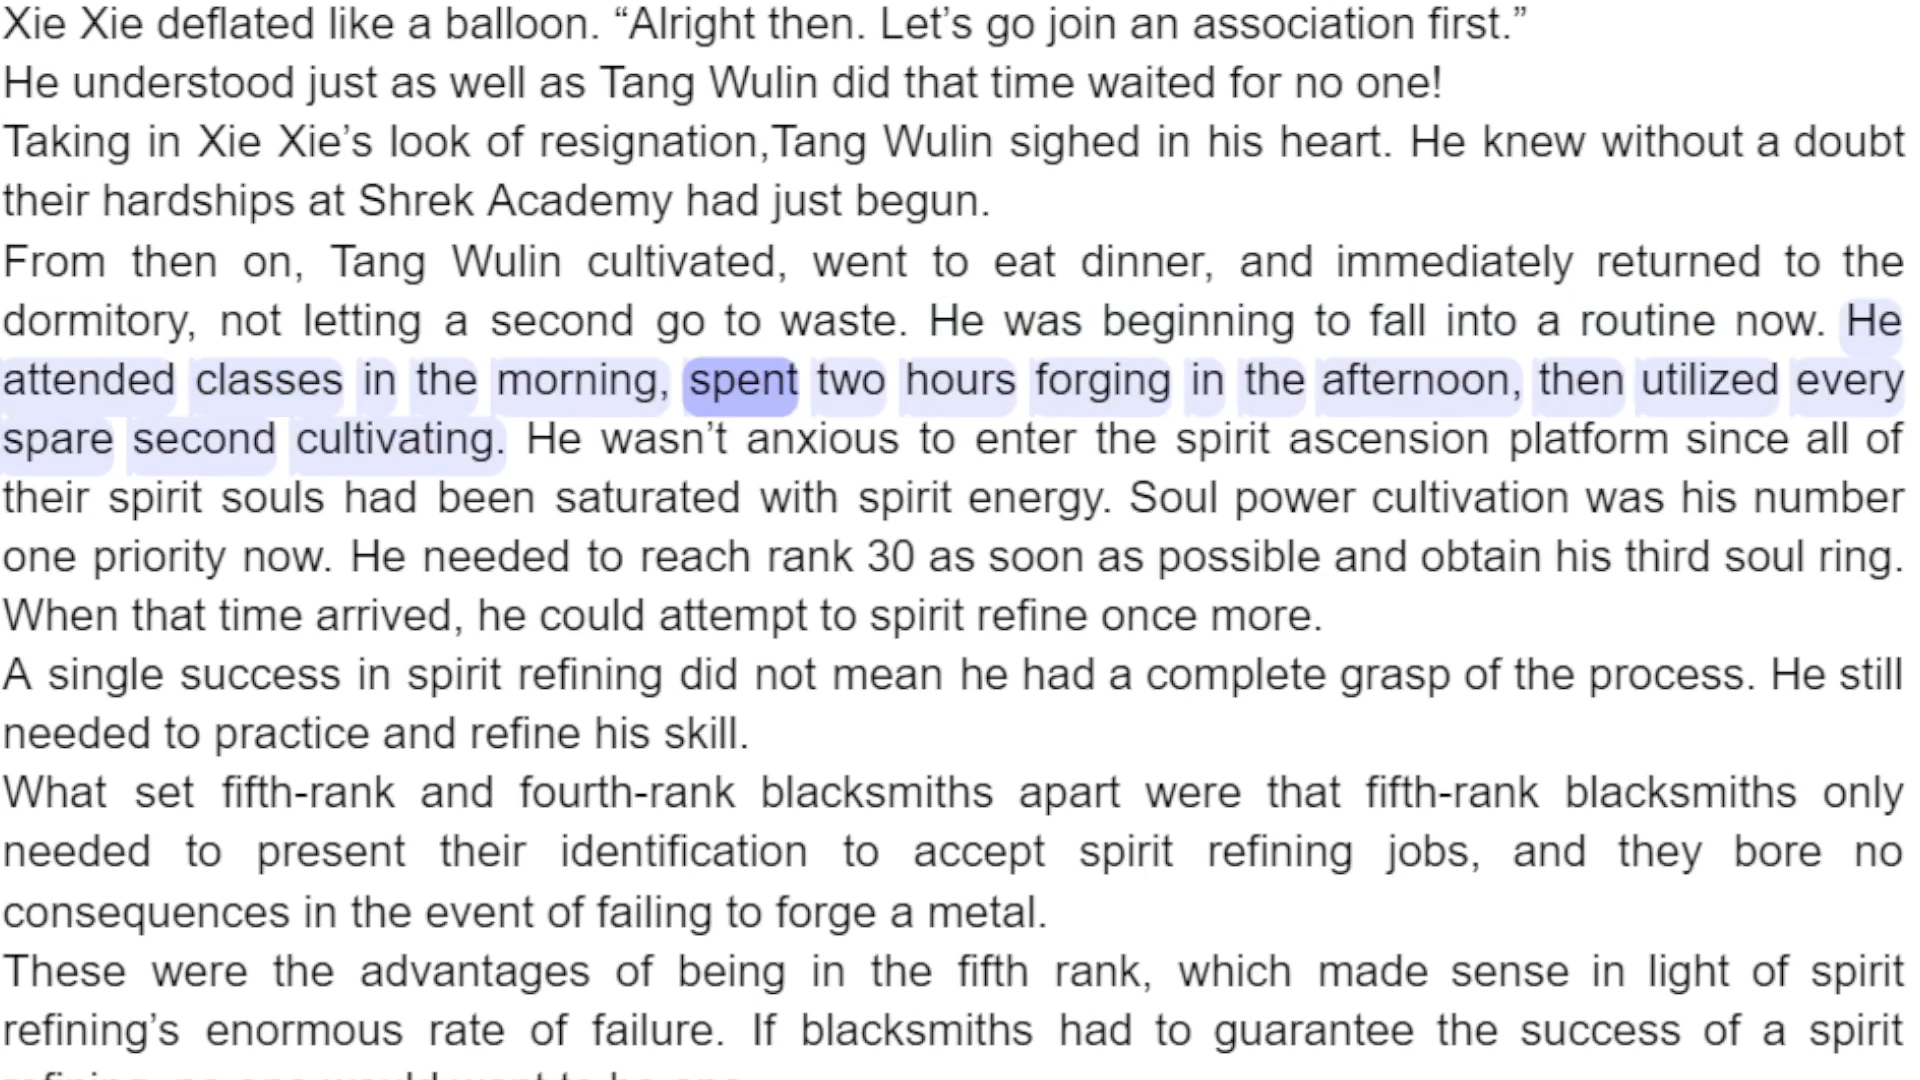 Xie Xie deflated like a balloon. “Alright then. Let’s go join an association first.”
He understood just as well as Tang Wulin did that time waited for no one!
Taking in Xie Xie’s look of resignation,Tang Wulin sighed in his heart. He knew without a doubt
their hardships at Shrek Academy had just begun.
From then on, Tang Wulin cultivated, went to eat dinner, and immediately returned to the
dormitory, not letting a second go to waste. He was beginning to fall into a routine now. He
attended classes in the morning, spent two hours forging in the afternoon, then utilized every
spare second cultivating. He wasn’t anxious to enter the spirit ascension platform since all of
their spirit souls had been saturated with spirit energy. Soul power cultivation was his number
one priority now. He needed to reach rank 30 as soon as possible and obtain his third soul ring.
When that time arrived, he could attempt to spirit refine once more.
A single success in spirit refining did not mean he had a complete grasp of the process. He still
needed to practice and refine his skill.
What set fifth-rank and fourth-rank blacksmiths apart were that fifth-rank blacksmiths only
needed to present their identification to accept spirit refining jobs, and they bore no
consequences in the event of failing to forge a metal.
These were the advantages of being in the fifth rank, which made sense in light of spirit
refining’s enormous rate of failure. If blacksmiths had to guarantee the success of a spirit